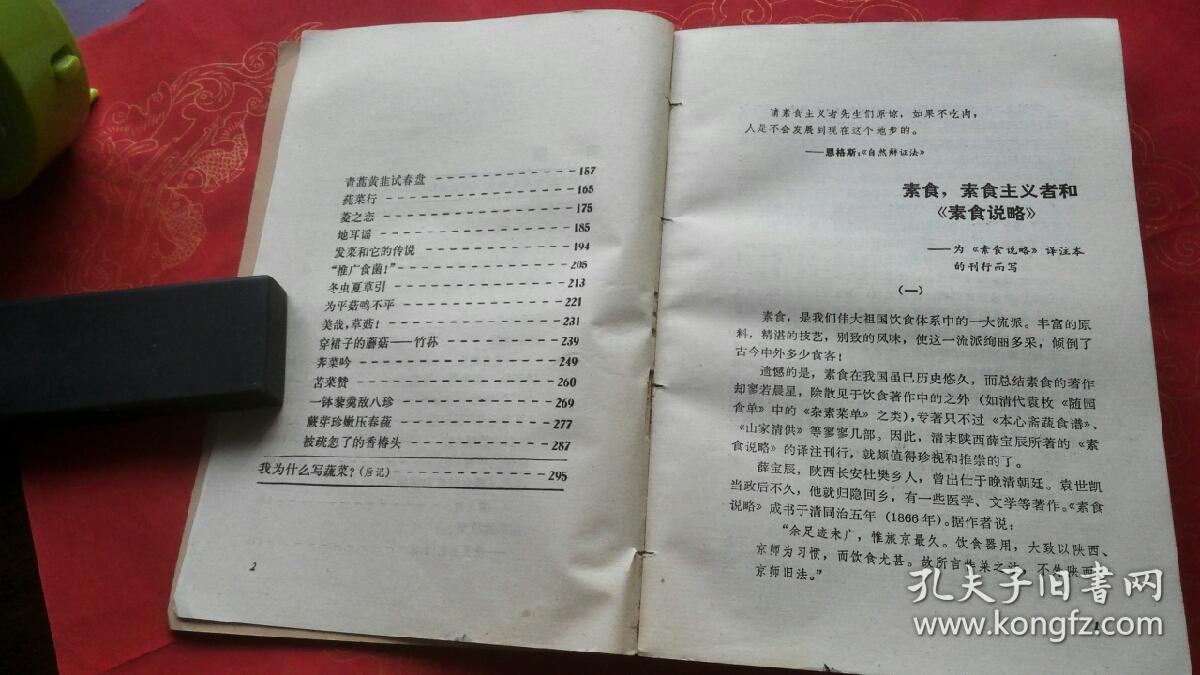 青蒿黄韭试春盘 - - - - - - - - - - 187
莼菜行 - - - - - - - - - - 165
菱之恋 - - - - - - - - - - 175
地耳谣 - - - - - - - - - - 185
发菜和它的传说 - - - - - - - - - - 194
“推广食菌！” - - - - - - - - - - 205
冬虫夏草引 - - - - - - - - - - 213
为平菇鸣不平 - - - - - - - - - - 221
美哉，草菇！ - - - - - - - - - - 231
穿裙子的蘑菇——竹荪 - - - - - - - - - - 239
荠菜吟 - - - - - - - - - - 249
苦菜赞 - - - - - - - - - - 260
一钵藜羹敌八珍 - - - - - - - - - - 269
蕨芽珍嫩压春蔬 - - - - - - - - - - 277
被疏怠了的香椿头 - - - - - - - - - - 287
我为什么写蔬菜？（后记） - - - - - - - - - - 295
2
请素食主义者先生们原谅，如果不吃肉，
人是不会发展到现在这个地步的。
——恩格斯：《自然辩证法》
素食，素食主义者和
《素食说略》
——为《素食说略》译注本
的刊行而写
（一）
素食，是我们伟大祖国饮食体系中的一大流派。丰富的原
料，精湛的技艺，别致的风味，使这一流派绚丽多采，倾倒了
古今中外多少食客！
遗憾的是，素食在我国虽已历史悠久，而总结素食的著作
却寥若晨星，除散见于饮食著作中的之外（如清代袁枚《随园
食单》中的《杂素菜单》之类），专著只不过《本心斋蔬食谱》、
《山家清供》等寥寥几部。因此，清末陕西薛宝辰所著的《素
食说略》的译注刊行，就颇值得珍视和推崇的了。
薛宝辰，陕西长安杜樊乡人，曾出仕于晚清朝廷。袁世凯
当政后不久，他就归隐回乡，有一些医学、文学等著作。《素食
说略》成书于清同治五年（1866年）。据作者说：
“余足迹未广，惟旅京最久。饮食器用，大致以陕西、
京师为习惯，而饮食尤甚。故所言作菜之法，不外陕西
京师旧法。”
孔夫子旧书网
www.kongfz.com